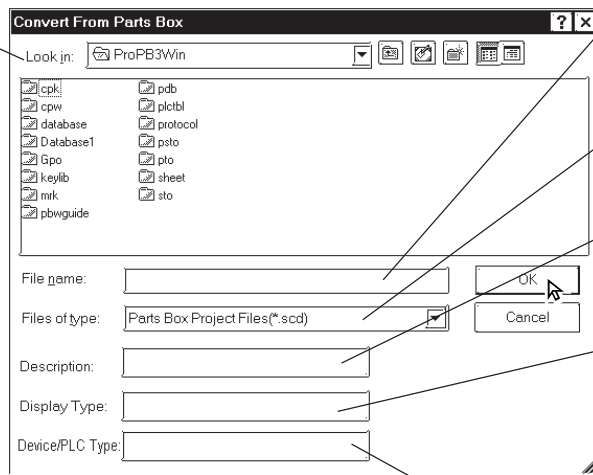 Convert From Parts Box
Look in: ProPB3Win
cpk
cpw
database
Database1
Gpo
keylib
mrk
pbwguide
pdb
plctbl
protocol
psto
pto
sheet
sto
File name:
OK
Files of type: Parts Box Project Files(*.scd)
Cancel
Description:
Display Type:
Device/PLC Type: